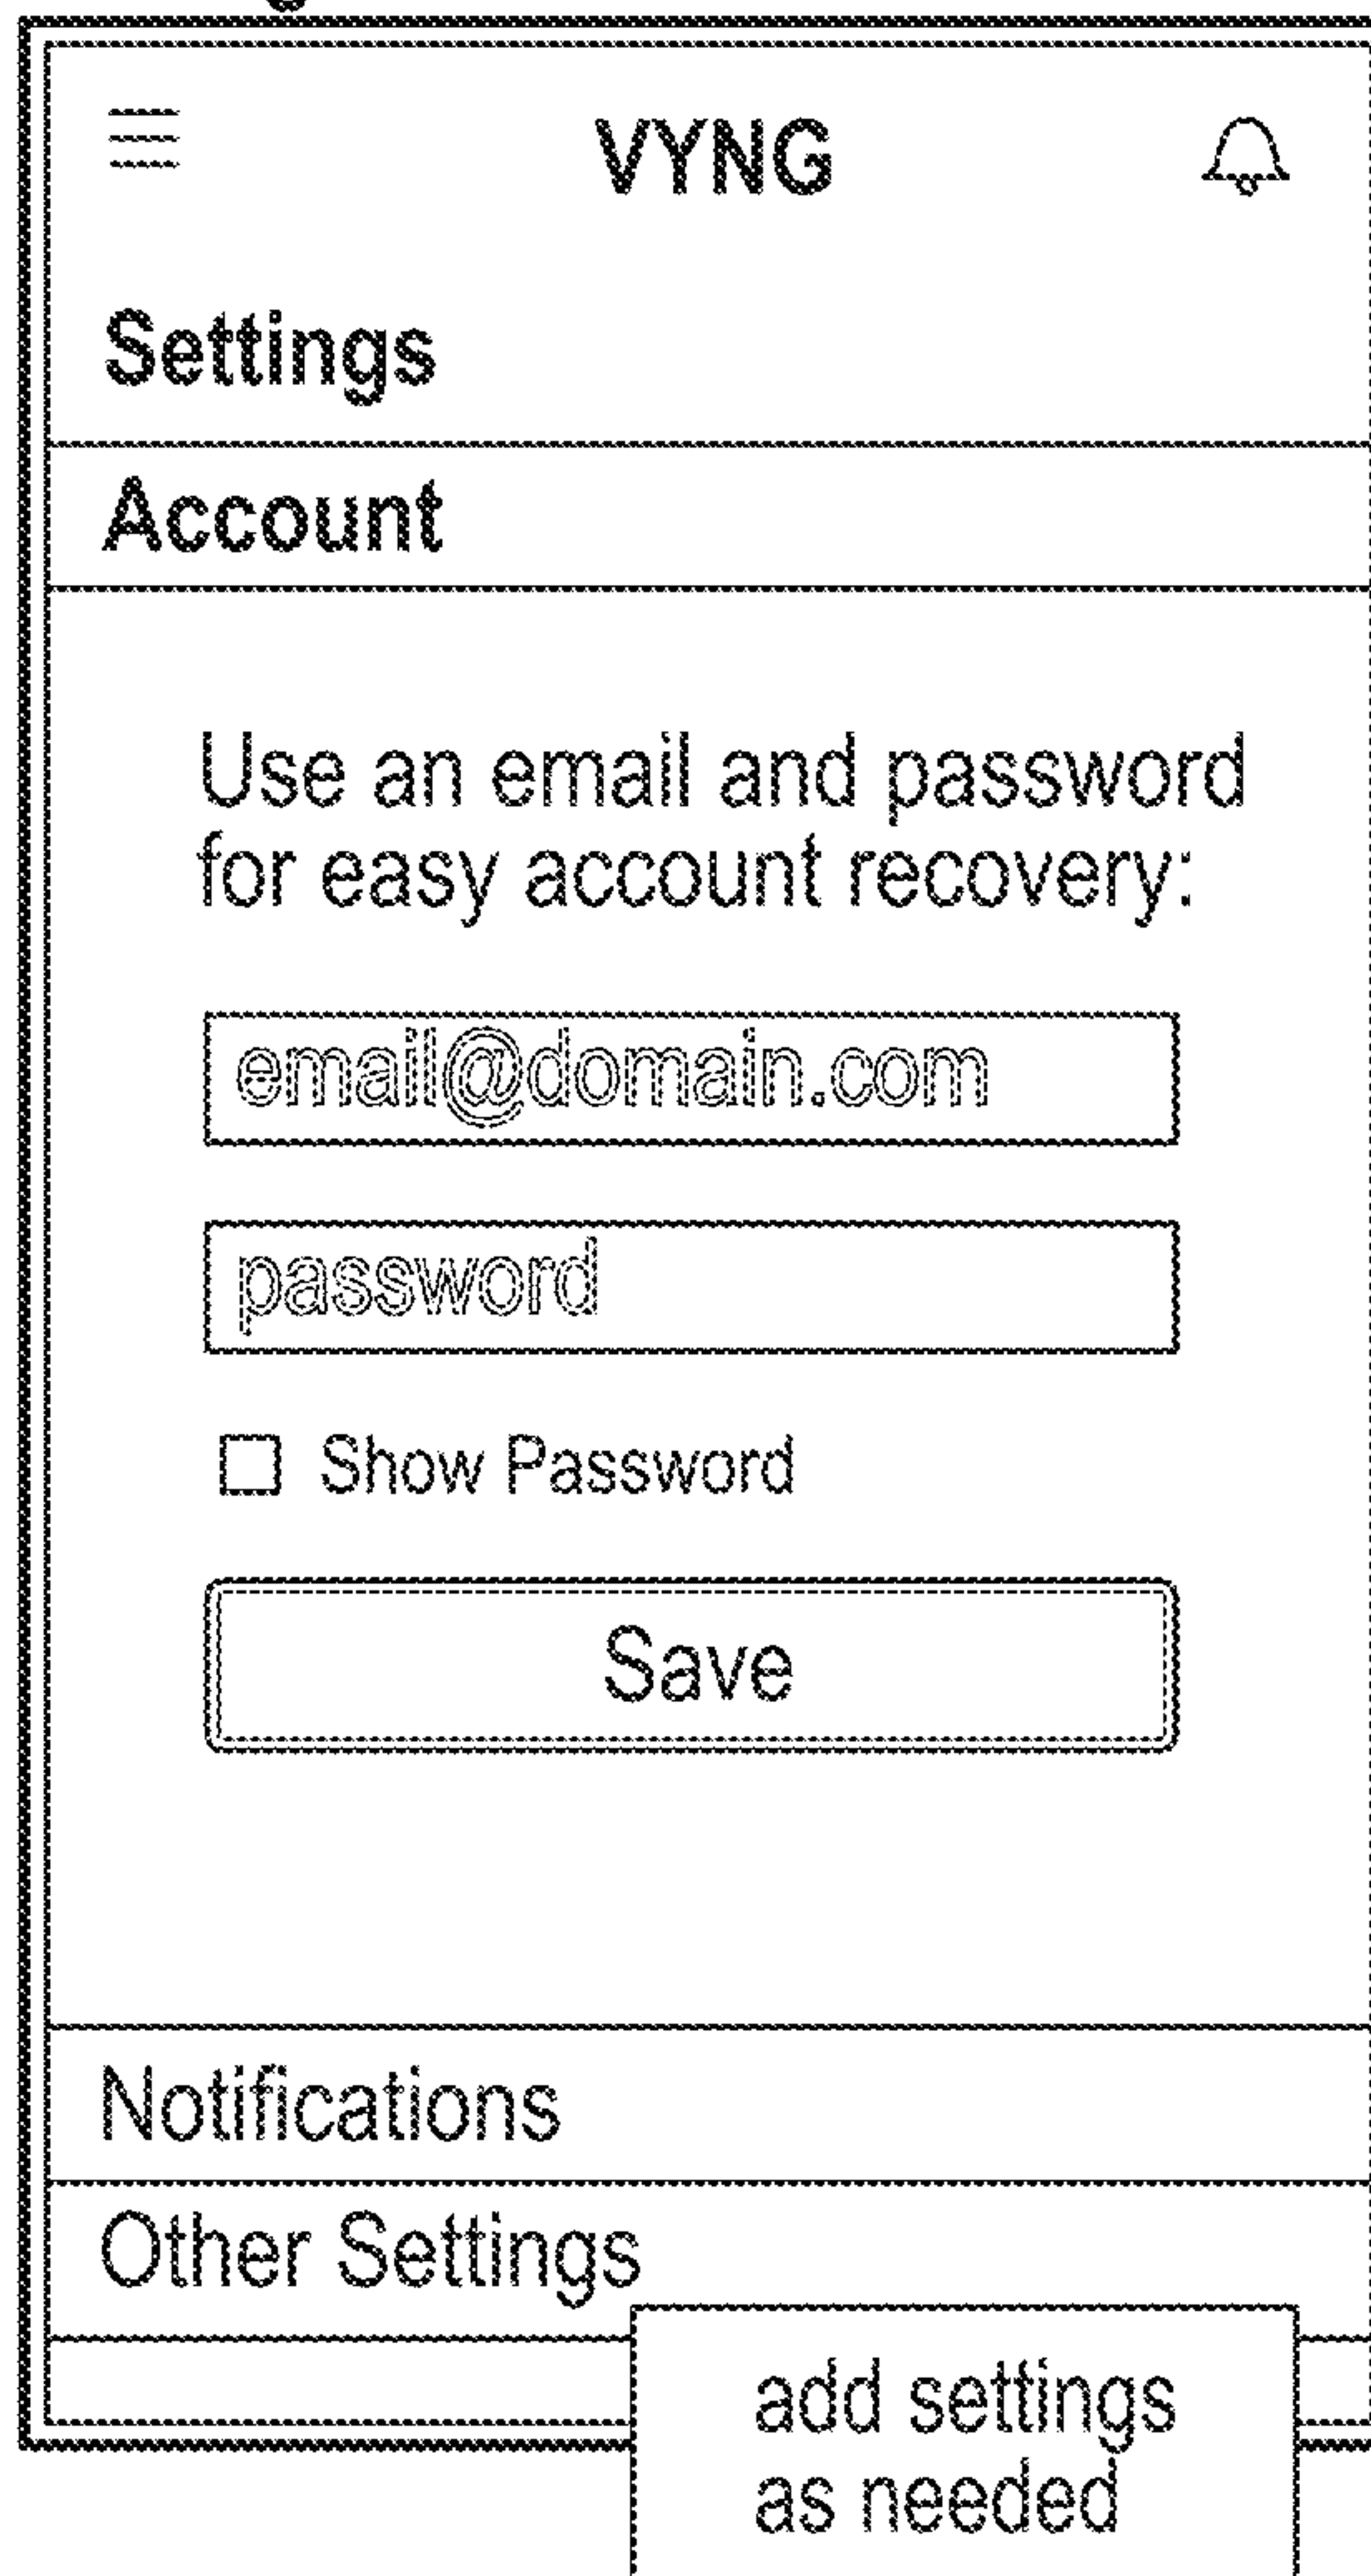 VYNG
Settings
Account
Use an email and password
for easy account recovery:
email@domain.com
password
Show Password
Save
Notifications
Other Settings
add settings
as needed